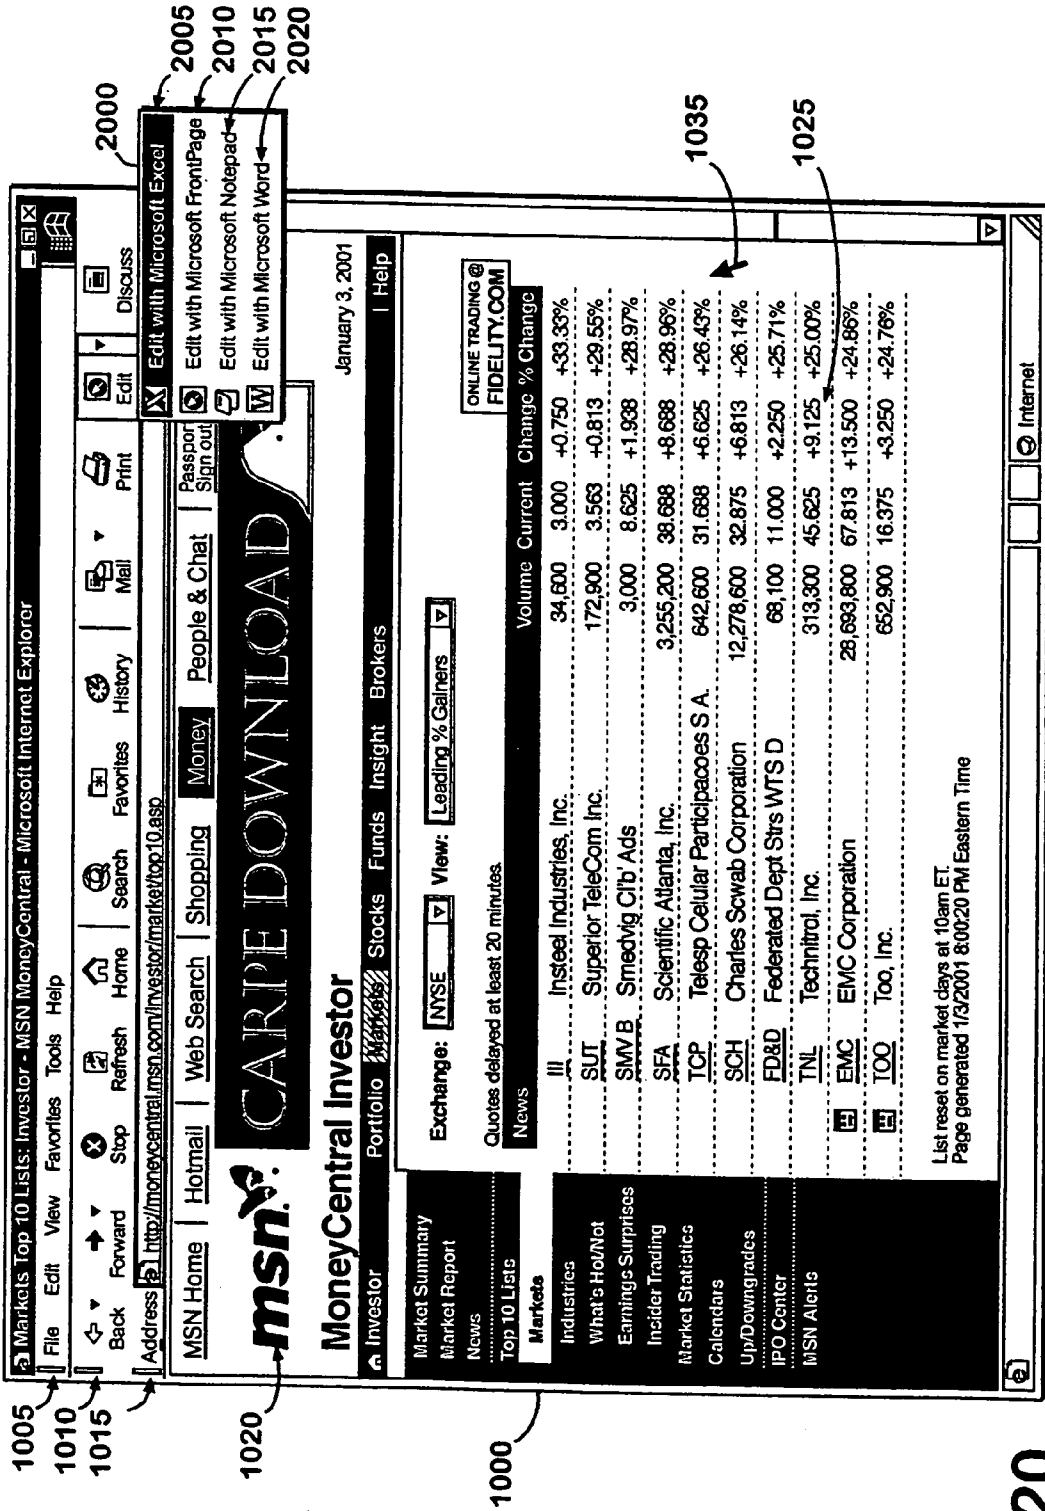 2000
2005
2010
2015
2020
1005
1010
1015
1020
1000
1035
1025
Markets Top 10 Lists: Investor - MSN MoneyCentral - Microsoft Internet Explorer
File Edit View Favorites Tools Help
Back Forward Stop Refresh Home Search Favorites History Mail Print Edit Discuss
Address http://moneycentral.msn.com/investor/market/top10.asp
Edit with Microsoft Excel
Edit with Microsoft FrontPage
Edit with Microsoft Notepad
W Edit with Microsoft Word
MSN Home | Hotmail | Web Search | Shopping | Money | People & Chat | Passpor
Sign out
msn. CARPE DOWNLOAD
MoneyCentral Investor
January 3, 2001
Investor Portfolio Markets Stocks Funds Insight Brokers | Help
Market Summary
Market Report
News
Top 10 Lists
Markets
Industries
What's Hot/Not
Earnings Surprises
Insider Trading
Market Statistics
Calendars
Up/Downgrades
IPO Center
MSN Alerts
Exchange: NYSE View: Leading % Gainers
ONLINE TRADING @
FIDELITY.COM
Quotes delayed at least 20 minutes.
News Volume Current Change % Change
III Insteel Industries, Inc. 34,600 3.000 +0.750 +33.33%
SUT Superior TeleCom Inc. 172,900 3.563 +0.813 +29.55%
SMV B Smedvig Cl'b' Ads 3,000 8.625 +1.938 +28.97%
SFA Scientific Atlanta, Inc. 3,255,200 38.688 +8.688 +28.96%
TCP Telesp Celular Participacoes S A. 642,600 31.688 +6.625 +26.43%
SCH Charles Scwab Corporation 12,278,600 32.875 +6.813 +26.14%
FD&D Federated Dept Strs WTS D 68,100 11.000 +2.250 +25.71%
TNL Technitrol, Inc. 313,300 45.625 +9.125 +25.00%
EMC EMC Corporation 28,693,800 67.813 +13.500 +24.86%
TOO Too, Inc. 652,900 16.375 +3.250 +24.76%
List reset on market days at 10am ET.
Page generated 1/3/2001 8:00:20 PM Eastern Time
Internet
20